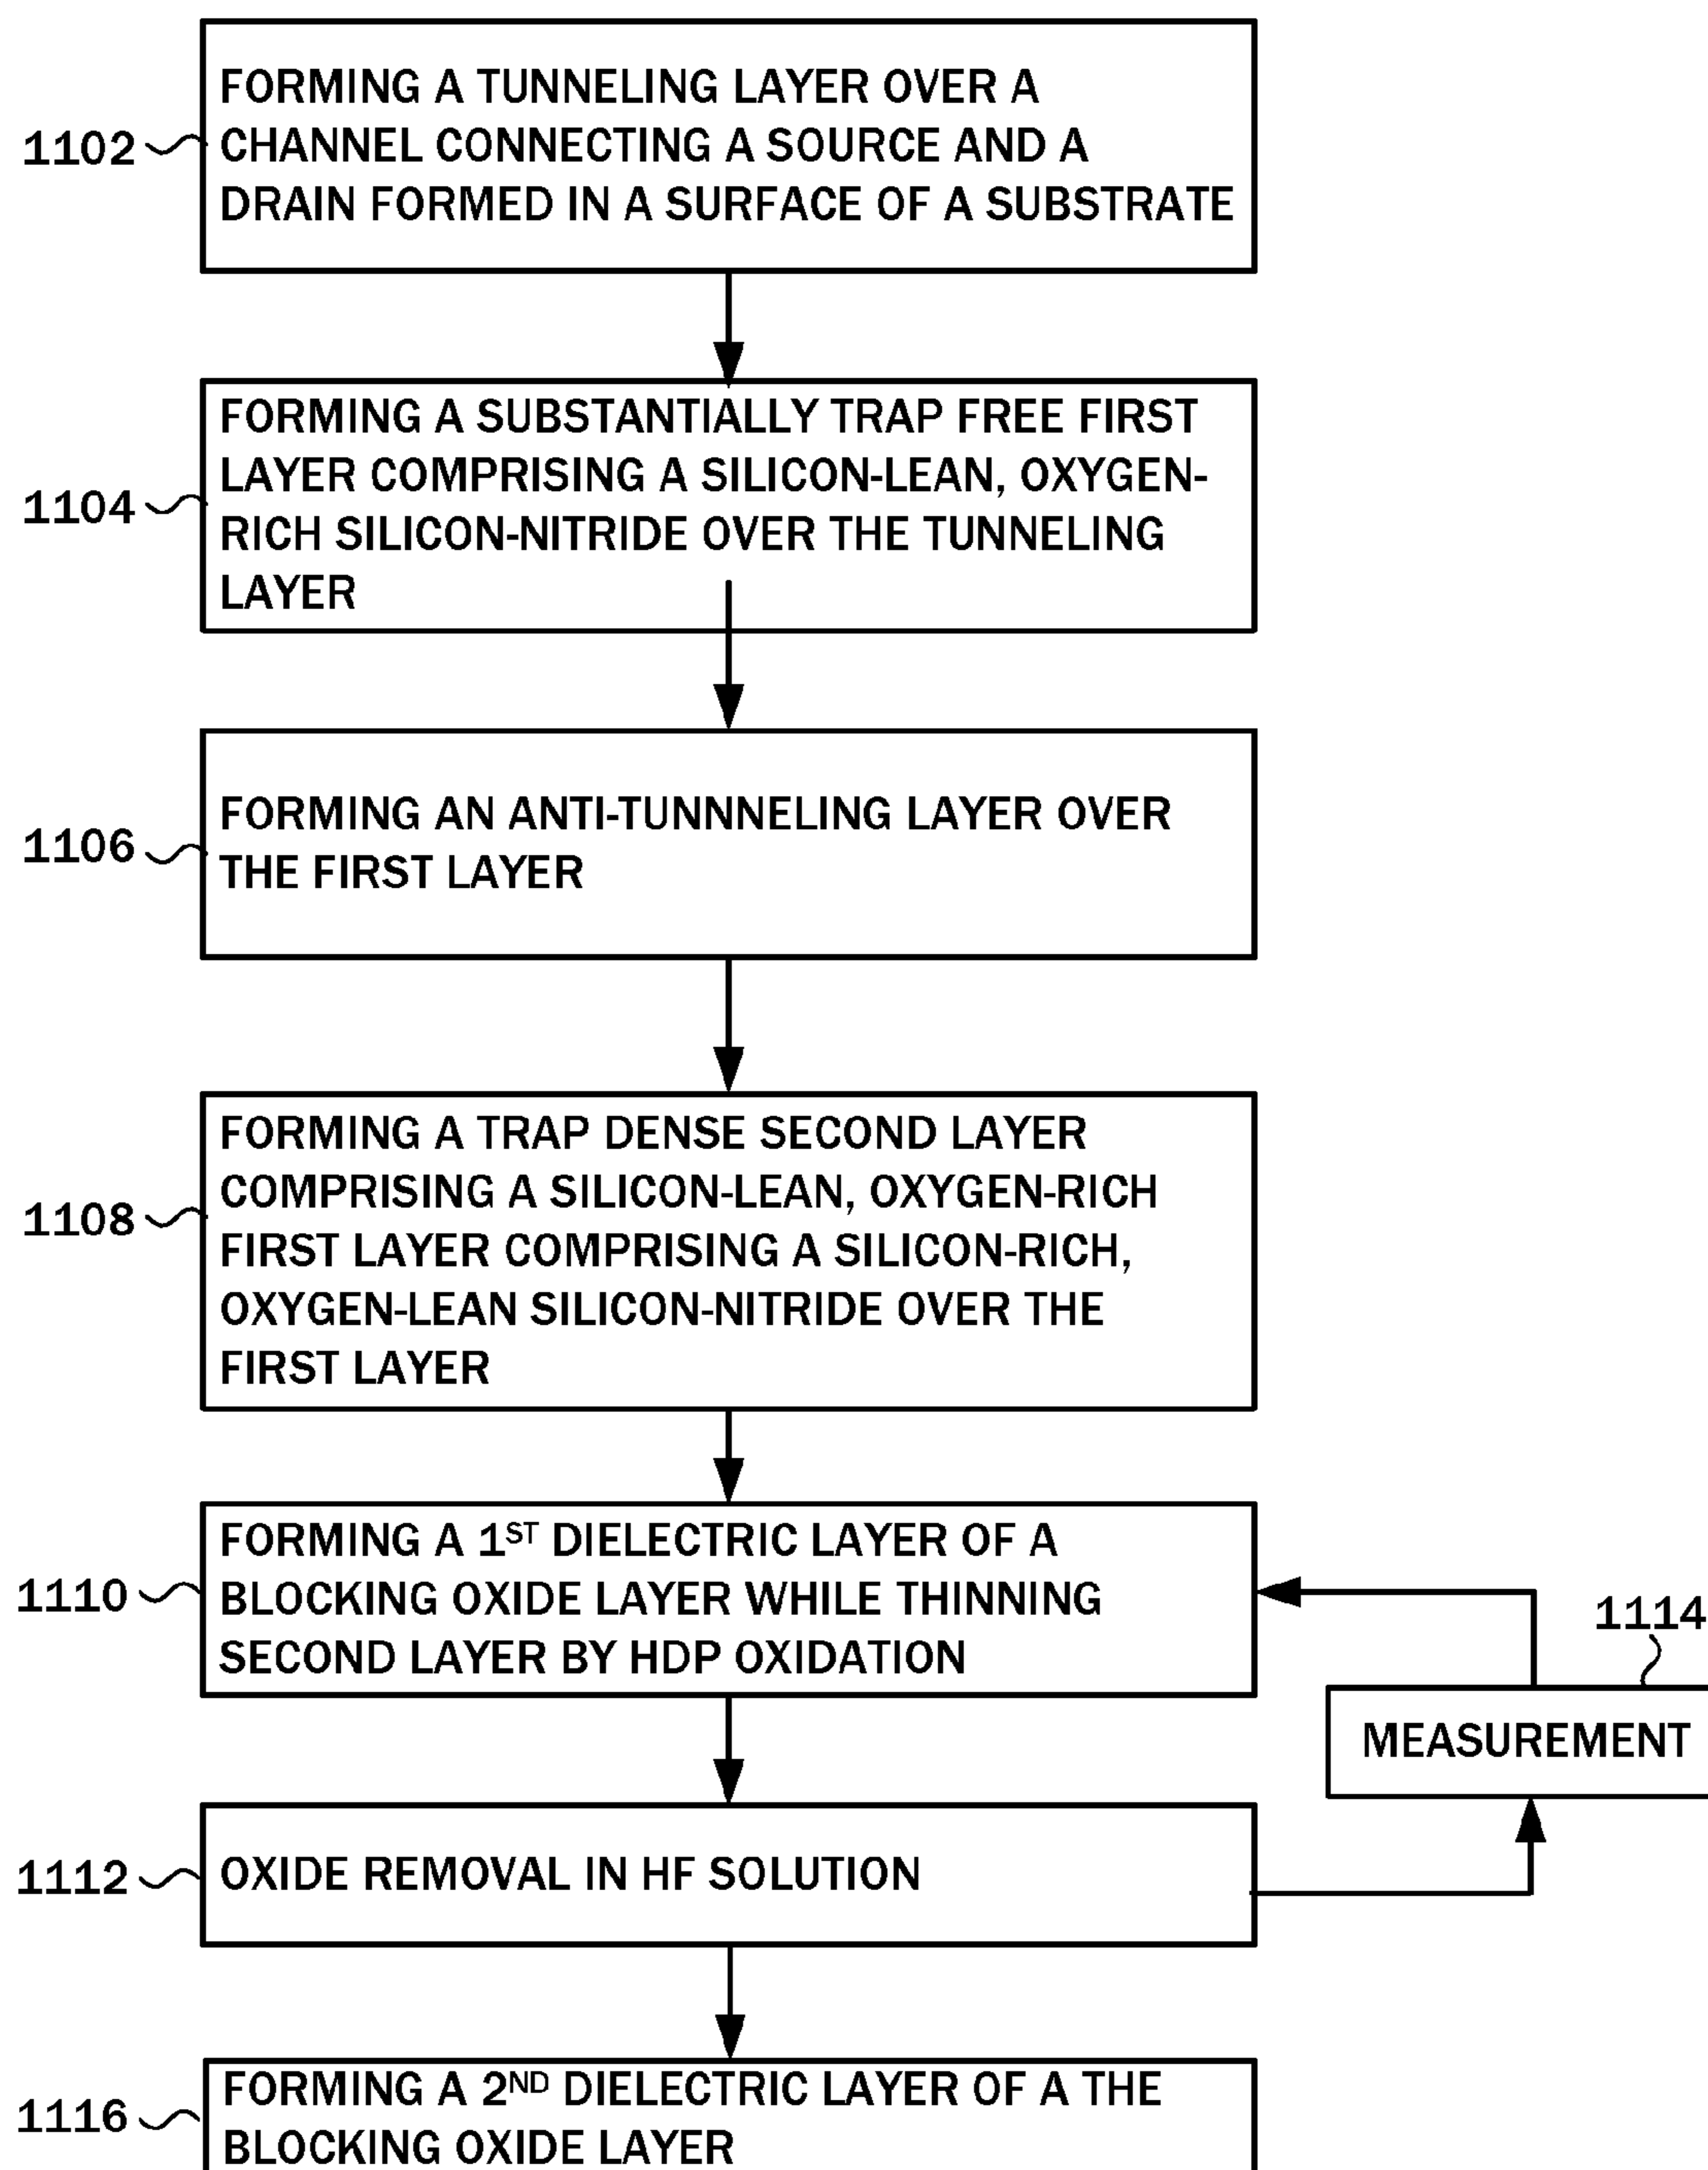 FORMING A TUNNELING LAYER OVER A
1102
CHANNEL CONNECTING A SOURCE AND A
DRAIN FORMED IN A SURFACE OF A SUBSTRATE
FORMING A SUBSTANTIALLY TRAP FREE FIRST
LAYER COMPRISING A SILICON-LEAN, OXYGEN-
1104
RICH SILICON-NITRIDE OVER THE TUNNELING
LAYER
FORMING AN ANTI-TUNNNELING LAYER OVER
1106
THE FIRST LAYER
FORMING A TRAP DENSE SECOND LAYER
COMPRISING A SILICON-LEAN, OXYGEN-RICH
1108
FIRST LAYER COMPRISING A SILICON-RICH,
OXYGEN-LEAN SILICON-NITRIDE OVER THE
FIRST LAYER
FORMING A 1ST DIELECTRIC LAYER OF A
1110
BLOCKING OXIDE LAYER WHILE THINNING
SECOND LAYER BY HDP OXIDATION
1114
MEASUREMENT
1112
OXIDE REMOVAL IN HF SOLUTION
FORMING A 2ND DIELECTRIC LAYER OF A THE
1116
BLOCKING OXIDE LAYER